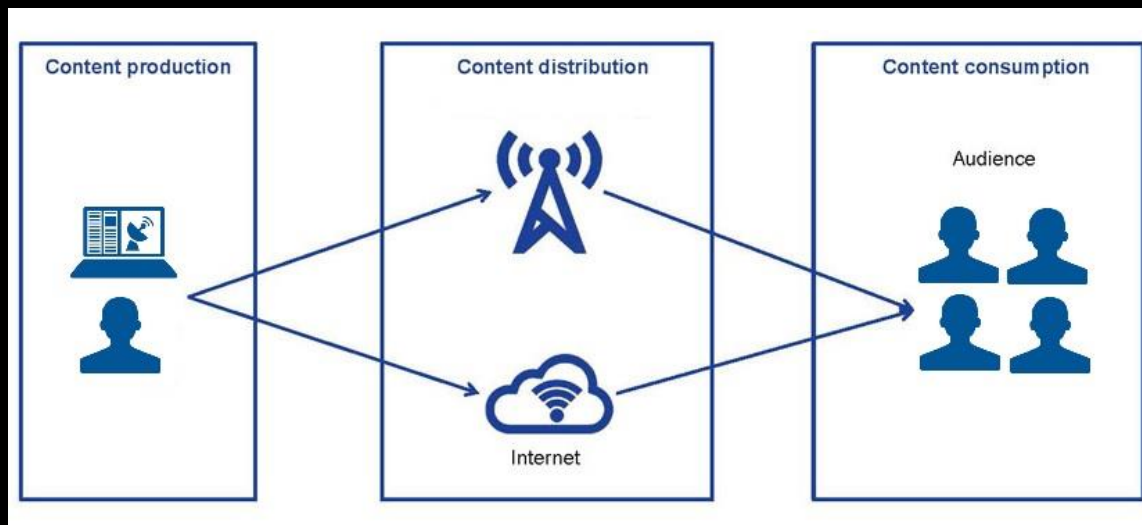 Content production
Content distribution
Content consumption
Audience
Internet